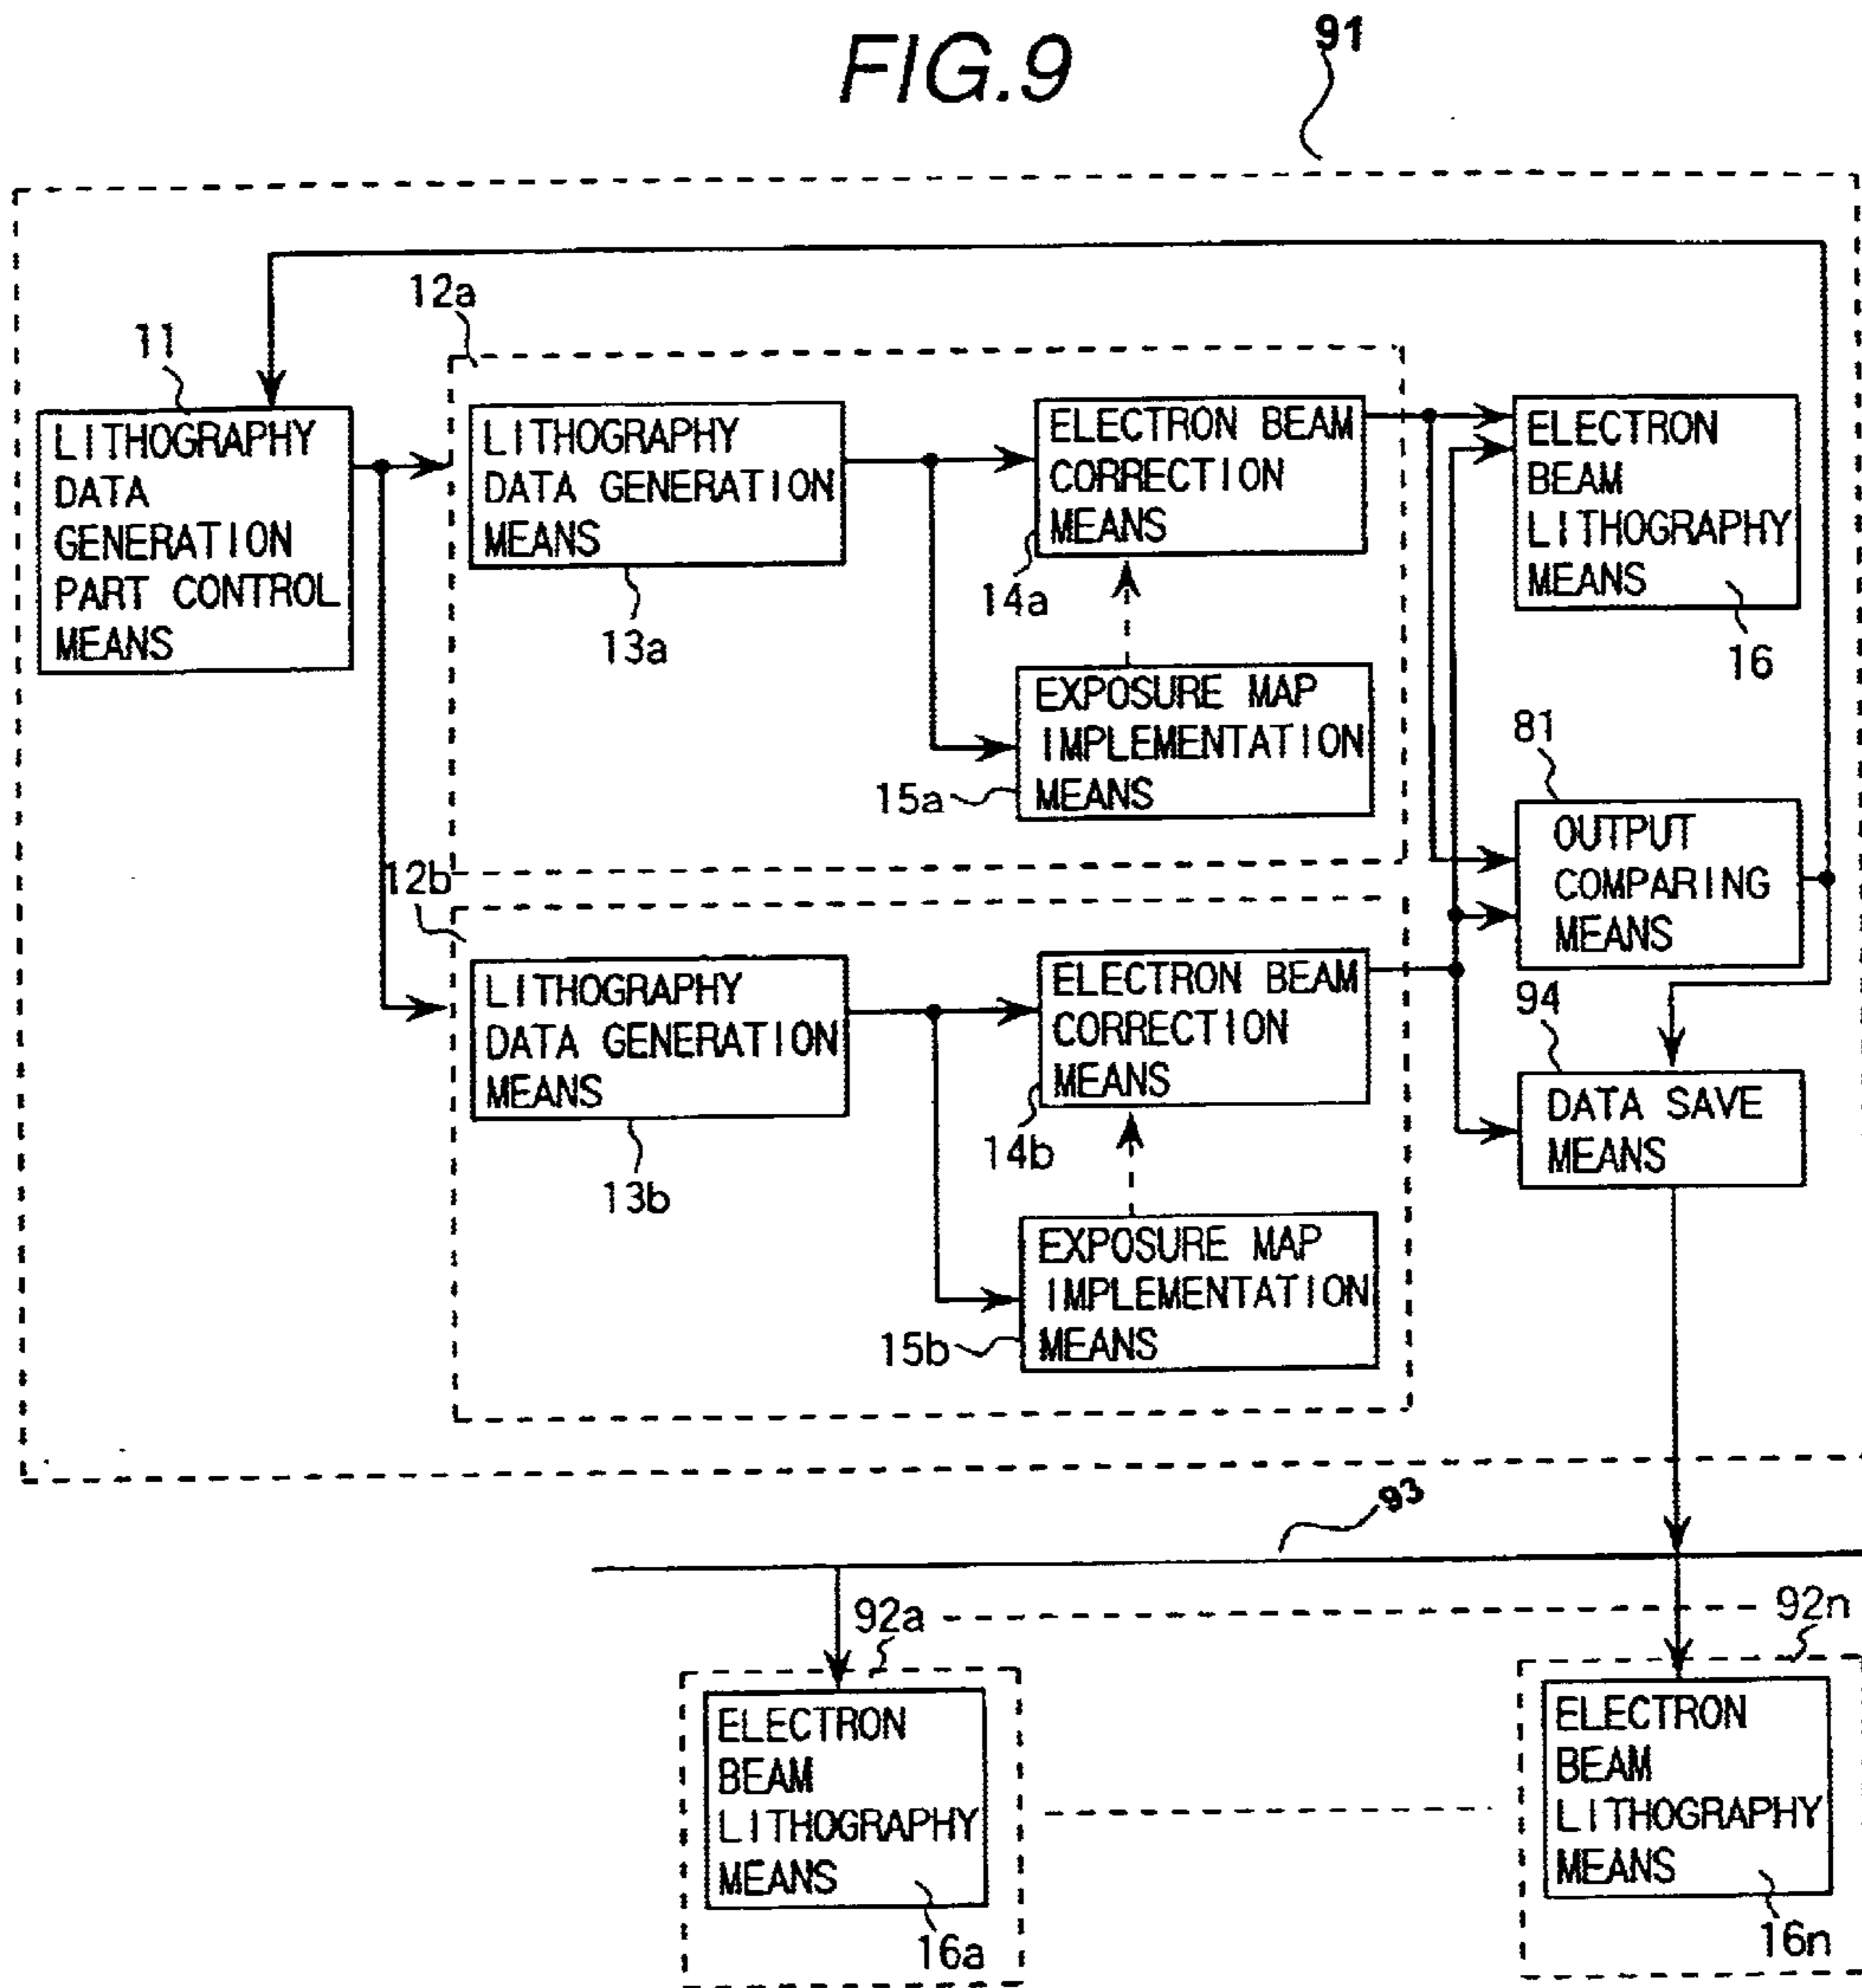 FIG.9
91
12a
11
LITHOGRAPHY
DATA
GENERATION
PART CONTROL
MEANS
LITHOGRAPHY
DATA GENERATION
MEANS
13a
ELECTRON BEAM
CORRECTION
MEANS
14a
EXPOSURE MAP
IMPLEMENTATION
MEANS
15a
ELECTRON
BEAM
LITHOGRAPHY
MEANS
16
81
OUTPUT
COMPARING
MEANS
12b
LITHOGRAPHY
DATA GENERATION
MEANS
13b
ELECTRON BEAM
CORRECTION
MEANS
14b
EXPOSURE MAP
IMPLEMENTATION
MEANS
15b
94
DATA SAVE
MEANS
93
92a
92n
ELECTRON
BEAM
LITHOGRAPHY
MEANS
16a
ELECTRON
BEAM
LITHOGRAPHY
MEANS
16n